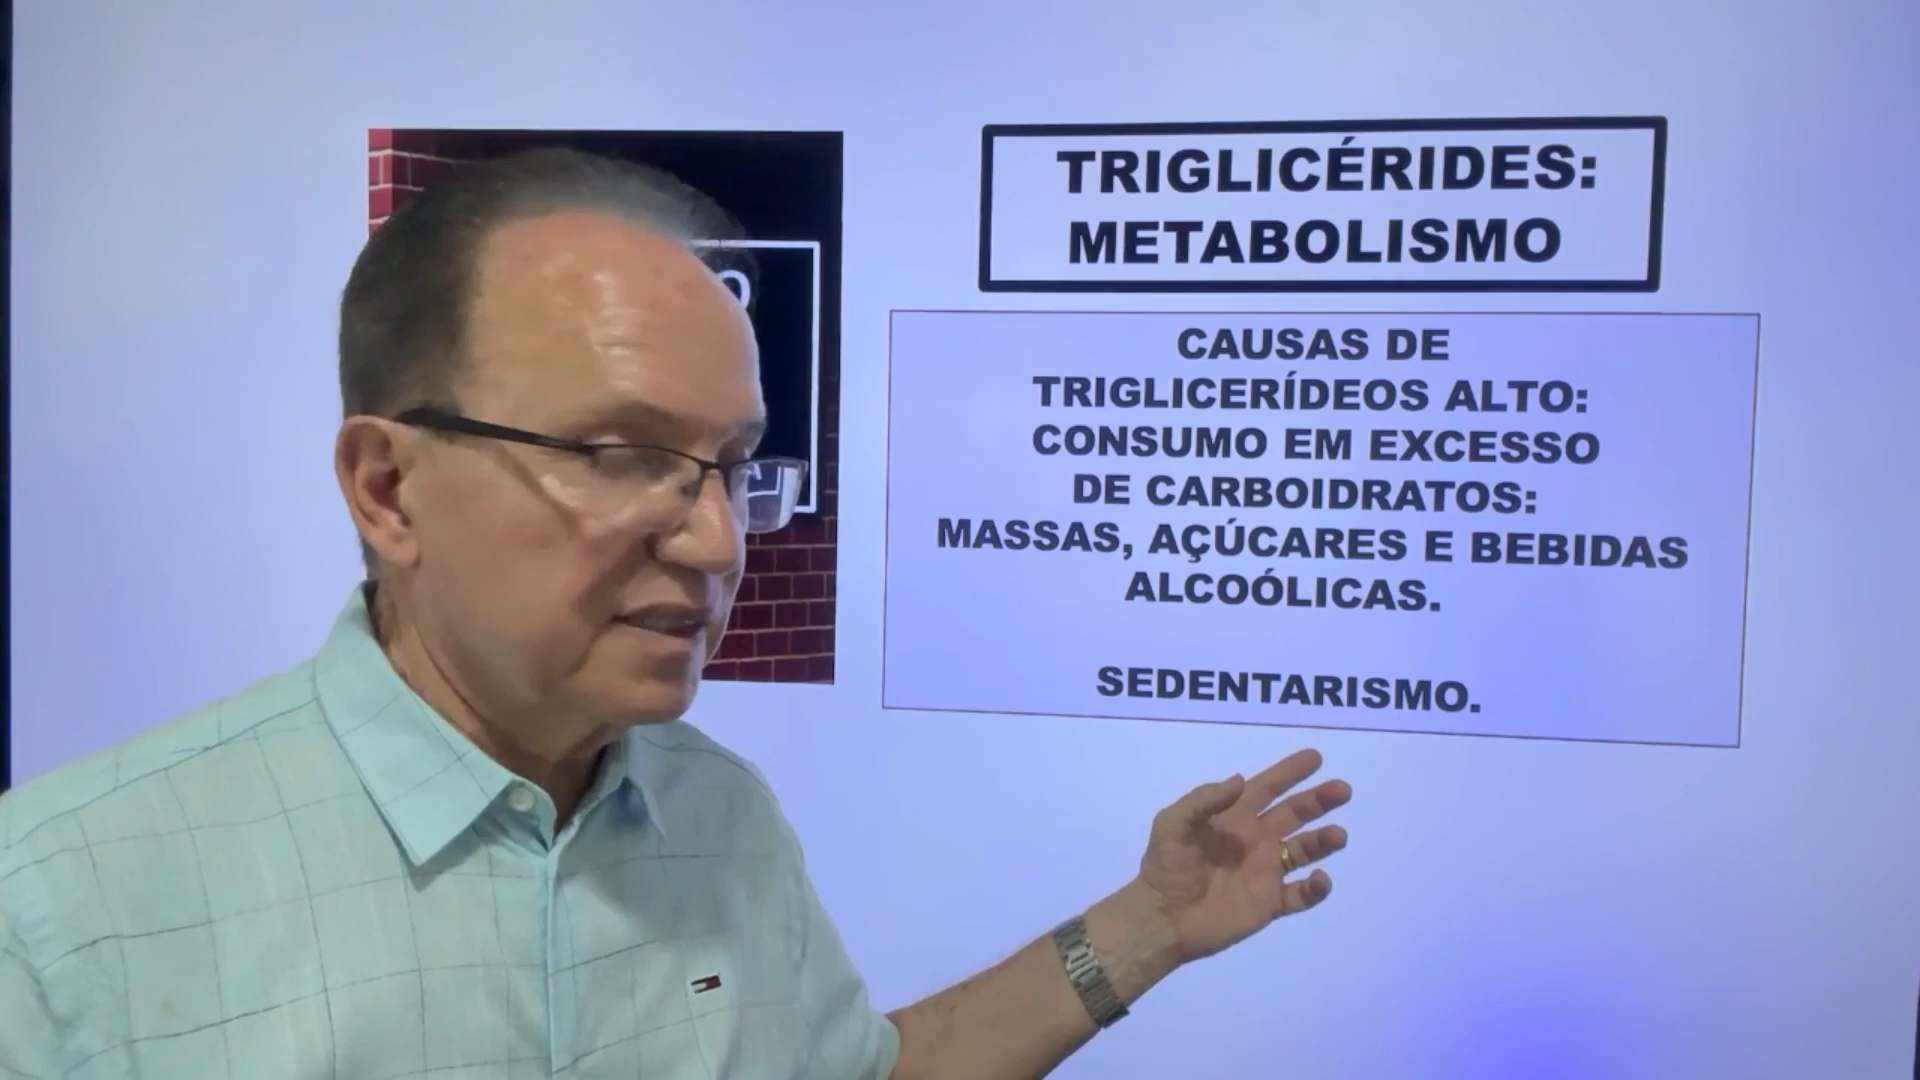 TRIGLICÉRIDES:
METABOLISMO
CAUSAS DE
TRIGLICERÍDEOS ALTO:
CONSUMO EM EXCESSO
DE CARBOIDRATOS:
MASSAS, AÇÚCARES E BEBIDAS
ALCOÓLICAS.
SEDENTARISMO.